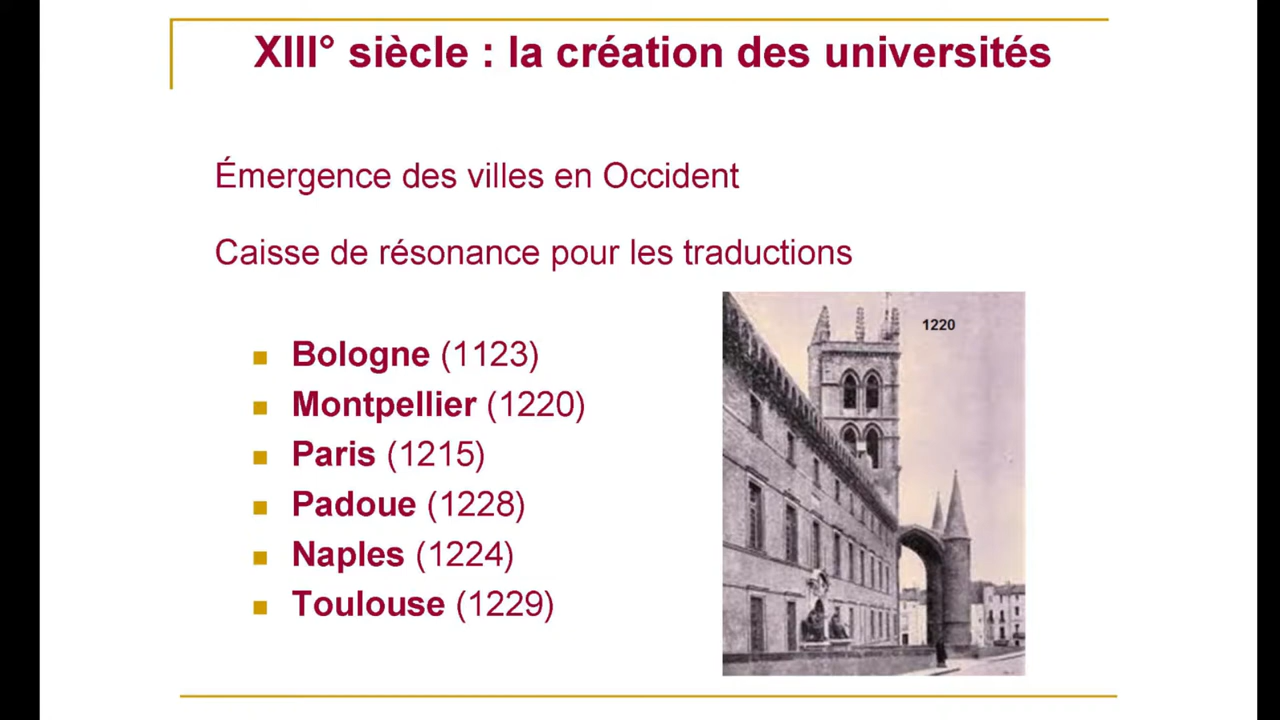 XIII° siècle : la création des universités
Émergence des villes en Occident
Caisse de résonance pour les traductions
1220
Bologne (1123)
Montpellier (1220)
Paris (1215)
Padoue (1228)
Naples (1224)
Toulouse (1229)